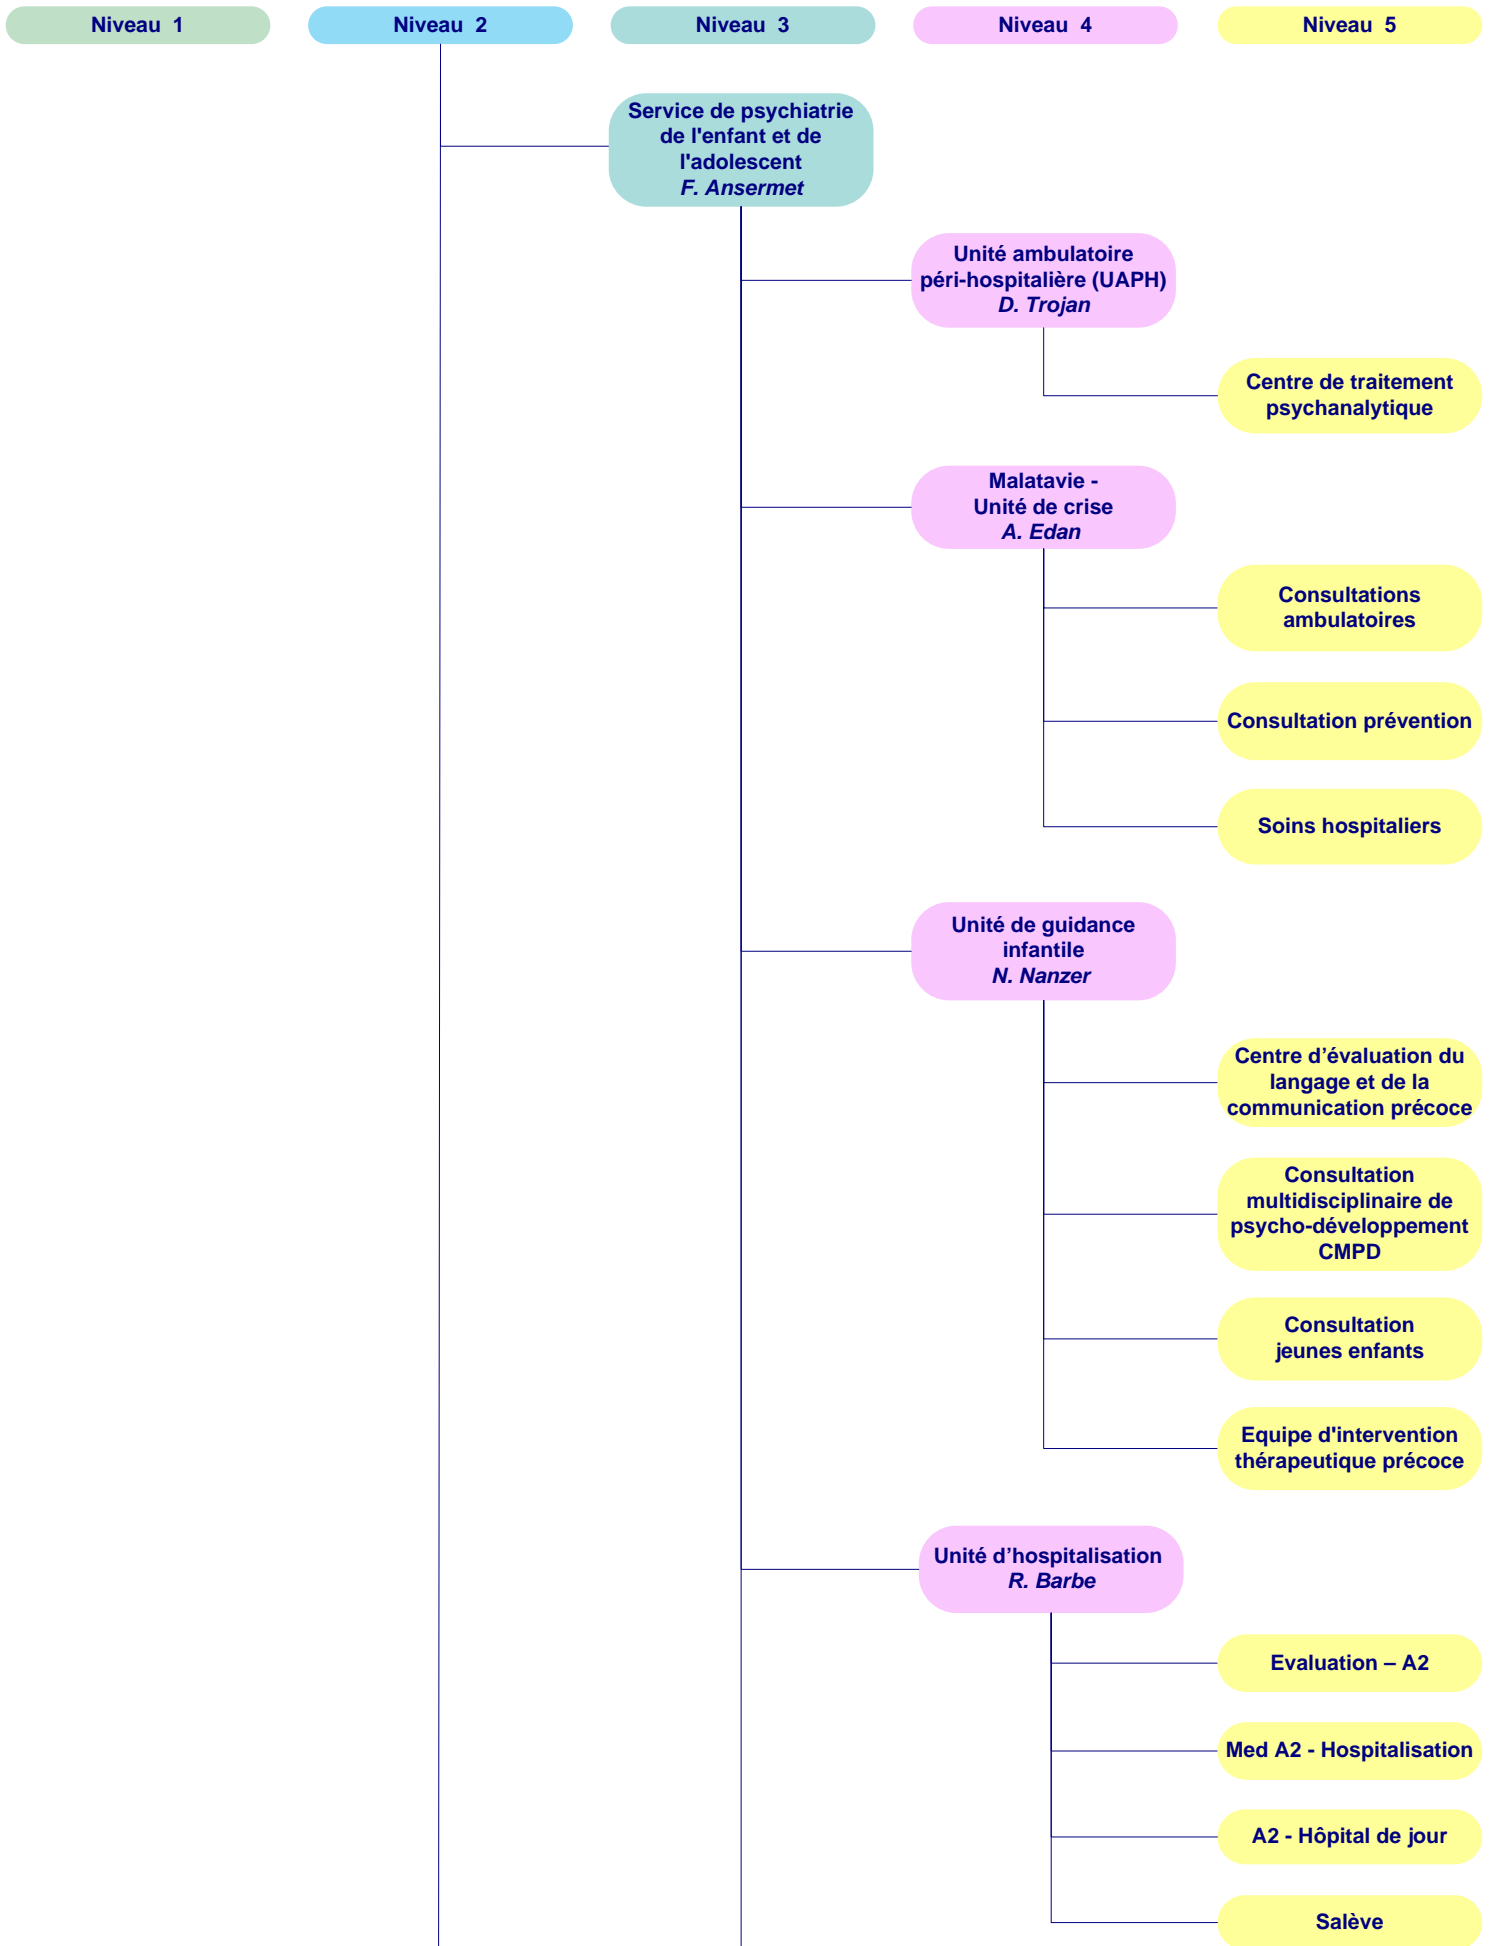 Niveau 1
Niveau 2
Niveau 3
Niveau 4
Niveau 5
Service de psychiatrie
de l'enfant et de
l'adolescent
F. Ansermet
Unité ambulatoire
péri-hospitalière (UAPH)
D. Trojan
Centre de traitement
psychanalytique
Malatavie -
Unité de crise
A. Edan
Consultations
ambulatoires
Consultation prévention
Soins hospitaliers
Unité de guidance
infantile
N. Nanzer
Centre d’évaluation du
langage et de la
communication précoce
Consultation
multidisciplinaire de
psycho-développement
CMPD
Consultation
jeunes enfants
Equipe d'intervention
thérapeutique précoce
Unité d’hospitalisation
R. Barbe
Evaluation – A2
Med A2 - Hospitalisation
A2 - Hôpital de jour
Salève